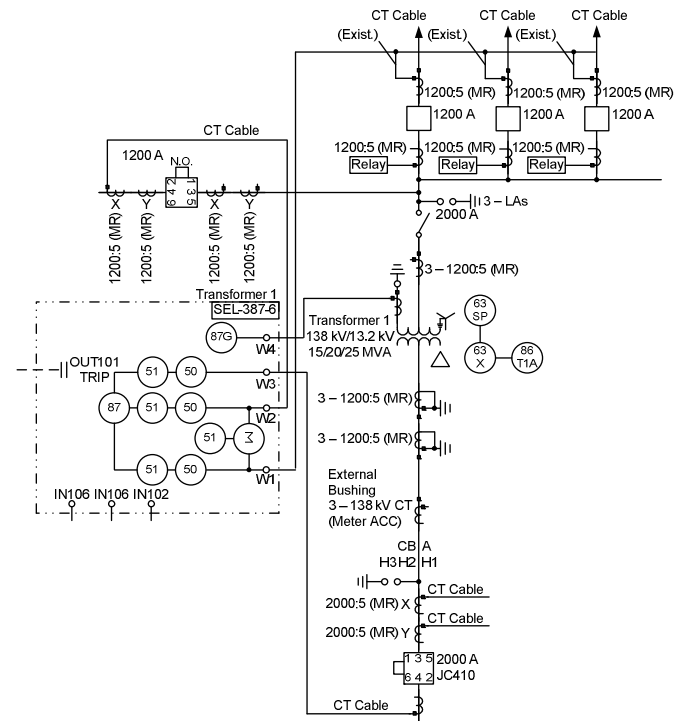 CT Cable CT Cable CT Cable
(Exist.) (Exist.) (Exist.)
1200:5 (MR) 1200:5 (MR) 1200:5 (MR)
1200 A 1200 A 1200 A
CT Cable
1200:5 (MR) 1200:5 (MR) 1200:5 (MR)
Relay Relay Relay
1200 A
N.O.
2 1
4 3
6 5
X Y X Y
1200:5 (MR) 1200:5 (MR) 1200:5 (MR) 1200:5 (MR)
3 – LAs
2000 A
3 – 1200:5 (MR)
Transformer 1
SEL-387-6
87G
W4
Transformer 1
138 kV/13.2 kV
15/20/25 MVA
63
SP
63
X
86
T1A
OUT101
TRIP
51 50
W3
87 51 50
W2
51 Σ
51 50
W1
IN106 IN106 IN102
3 – 1200:5 (MR)
3 – 1200:5 (MR)
External
Bushing
3 – 138 kV CT
(Meter ACC)
CB A
H3 H2 H1
CT Cable
2000:5 (MR) X
CT Cable
2000:5 (MR) Y
1 3 5
6 4 2
2000 A
JC410
CT Cable